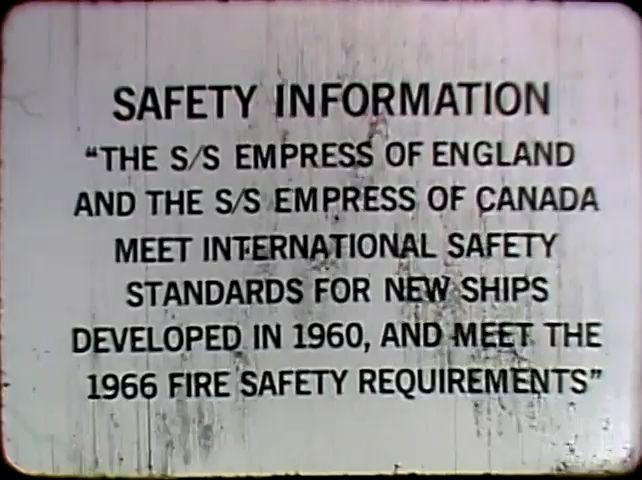 SAFETY INFORMATION
“THE S/S EMPRESS OF ENGLAND
AND THE S/S EMPRESS OF CANADA
MEET INTERNATIONAL SAFETY
STANDARDS FOR NEW SHIPS
DEVELOPED IN 1960, AND MEET THE
1966 FIRE SAFETY REQUIREMENTS”